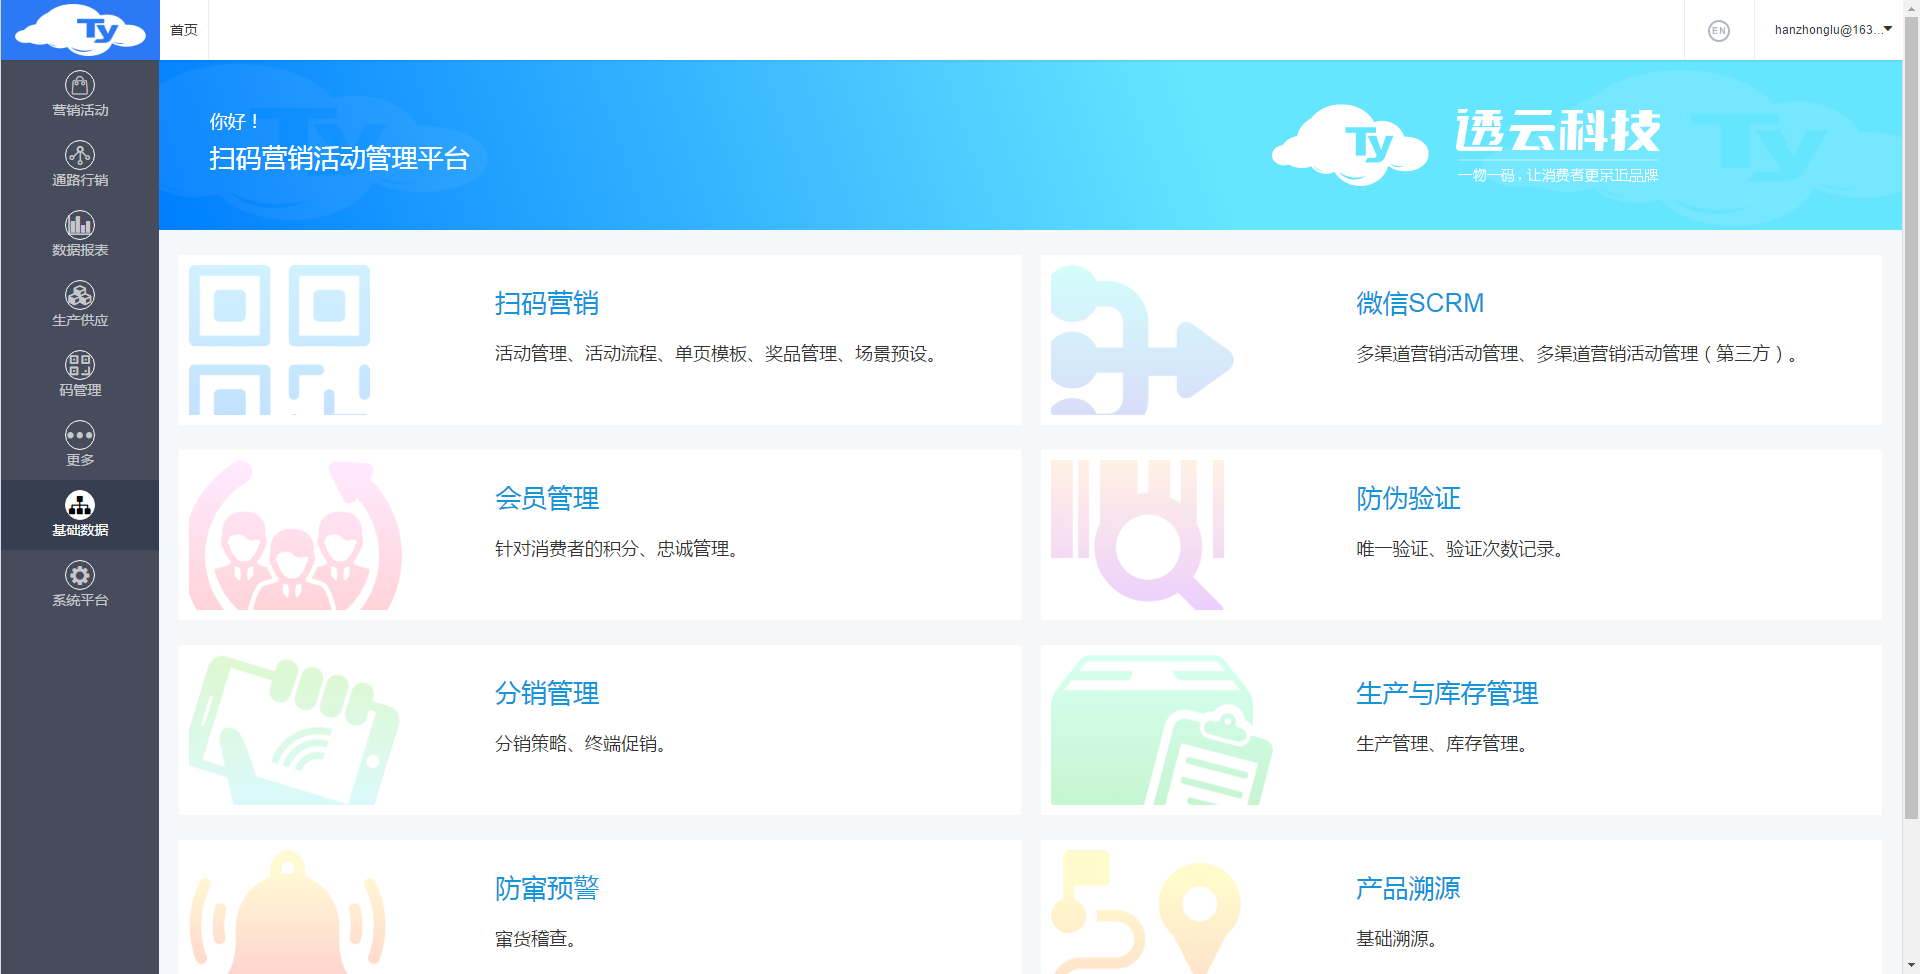 Ty
首页
EN
hanzhonglu@163...
营销活动
通路行销
数据报表
生产供应
码管理
更多
基础数据
系统平台
你好！
扫码营销活动管理平台
Ty
透云科技
一物一码，让消费者更亲近品牌
扫码营销
活动管理、活动流程、单页模板、奖品管理、场景预设。
微信SCRM
多渠道营销活动管理、多渠道营销活动管理（第三方）。
会员管理
针对消费者的积分、忠诚管理。
防伪验证
唯一验证、验证次数记录。
分销管理
分销策略、终端促销。
生产与库存管理
生产管理、库存管理。
防窜预警
窜货稽查。
产品溯源
基础溯源。